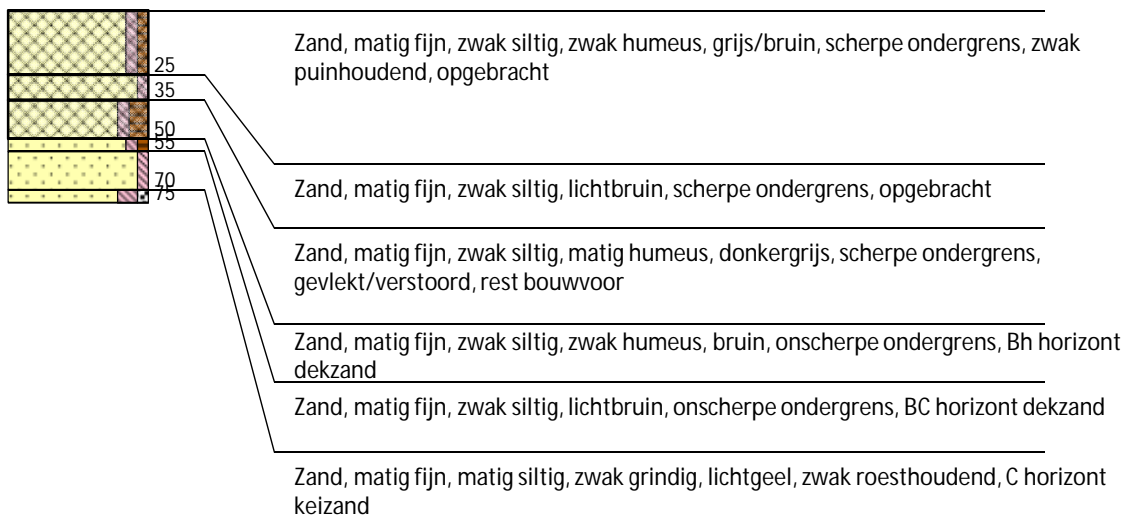 Zand, matig fijn, zwak siltig, zwak humeus, grijs/bruin, scherpe ondergrens, zwak
puinhoudend, opgebracht
25
35
50
55
70
75
Zand, matig fijn, zwak siltig, lichtbruin, scherpe ondergrens, opgebracht
Zand, matig fijn, zwak siltig, matig humeus, donkergrijs, scherpe ondergrens,
gevlekt/verstoord, rest bouwvoor
Zand, matig fijn, zwak siltig, zwak humeus, bruin, onscherpe ondergrens, Bh horizont
dekzand
Zand, matig fijn, zwak siltig, lichtbruin, onscherpe ondergrens, BC horizont dekzand
Zand, matig fijn, matig siltig, zwak grindig, lichtgeel, zwak roesthoudend, C horizont
keizand